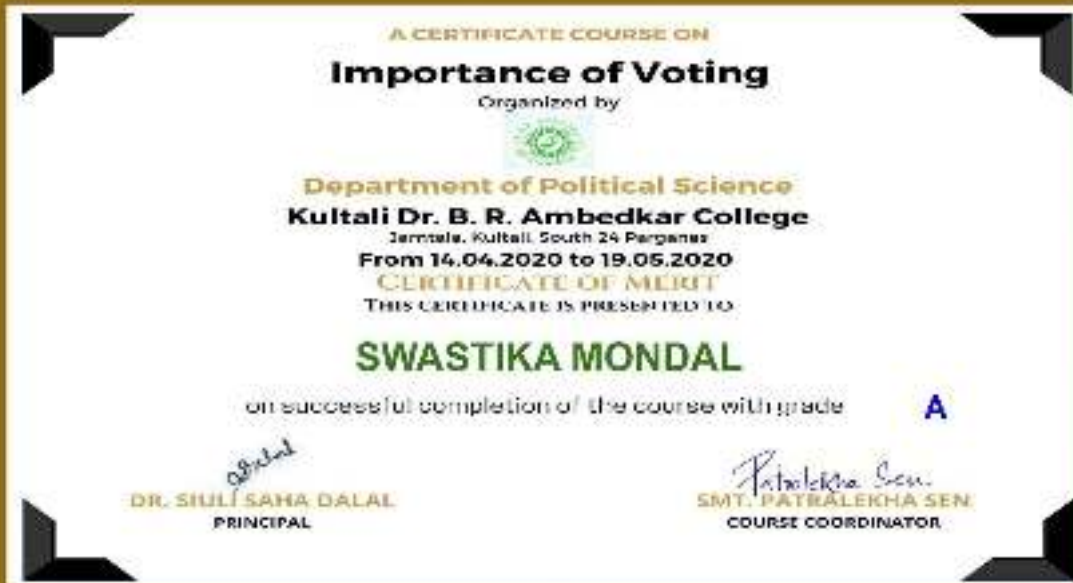 A CERTIFICATE COURSE ON
Importance of Voting
Organized by
Department of Political Science
Kultali Dr. B. R. Ambedkar College
Jamtala, Kultali, South 24 Parganas
From 14.04.2020 to 19.05.2020
CERTIFICATE OF MERIT
THIS CERTIFICATE IS PRESENTED TO
SWASTIKA MONDAL
on successful completion of the course with grade A
Patralekha Sen.
DR. SIULI SAHA DALAL
SMT. PATRALEKHA SEN
PRINCIPAL
COURSE COORDINATOR